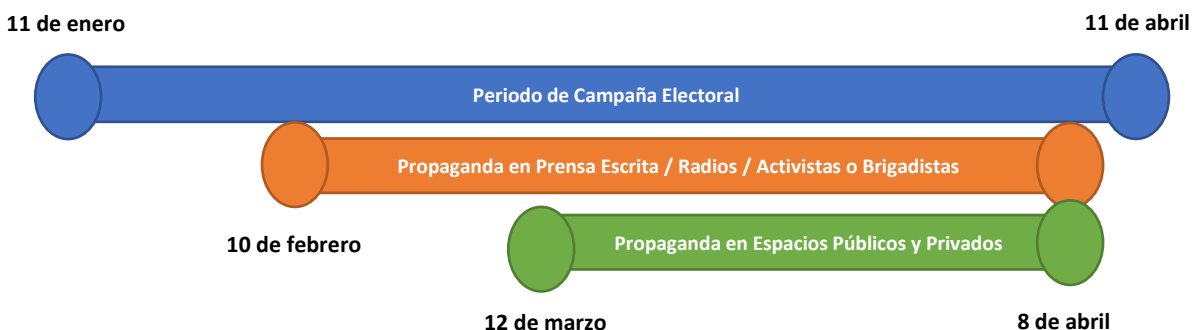 11 de enero
11 de abril
Periodo de Campaña Electoral
Propaganda en Prensa Escrita / Radios / Activistas o Brigadistas
10 de febrero
Propaganda en Espacios Públicos y Privados
12 de marzo
8 de abril